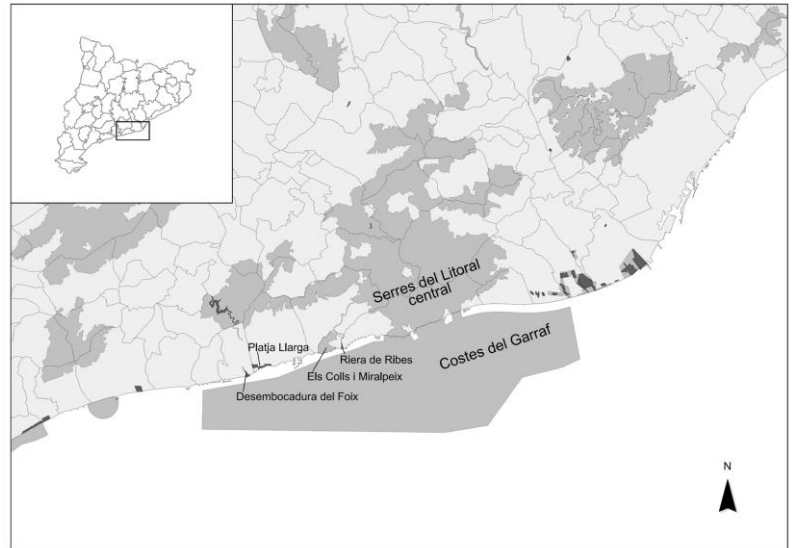 Serres del Litoral
central
Costes del Garraf
Platja Llarga
Riera de Ribes
Els Colls i Miralpeix
Desembocadura del Foix
N